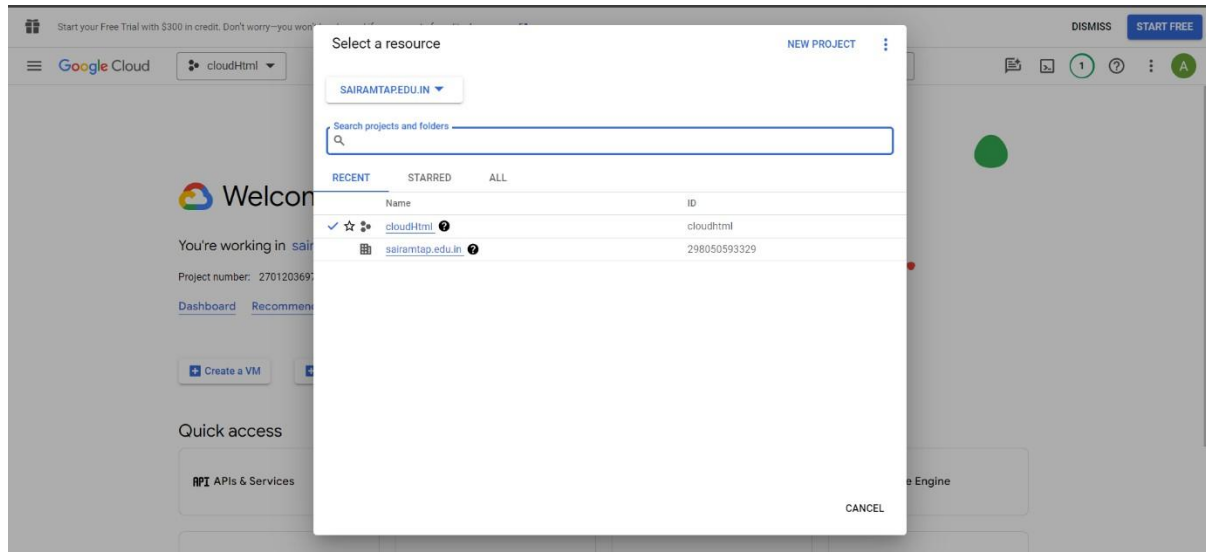 Start your Free Trial with $300 in credit. Don't worry—you won'
DISMISS
START FREE
Google Cloud
cloudHtml
1
A
Select a resource
NEW PROJECT
SAIRAMTAP.EDU.IN
Search projects and folders
RECENT STARRED ALL
Name ID
cloudHtml cloudhtml
sairamtap.edu.in 298050593329
CANCEL
Welcom
You're working in sair
Project number: 270120369
Dashboard Recommen
Create a VM
Quick access
API APIs & Services
e Engine